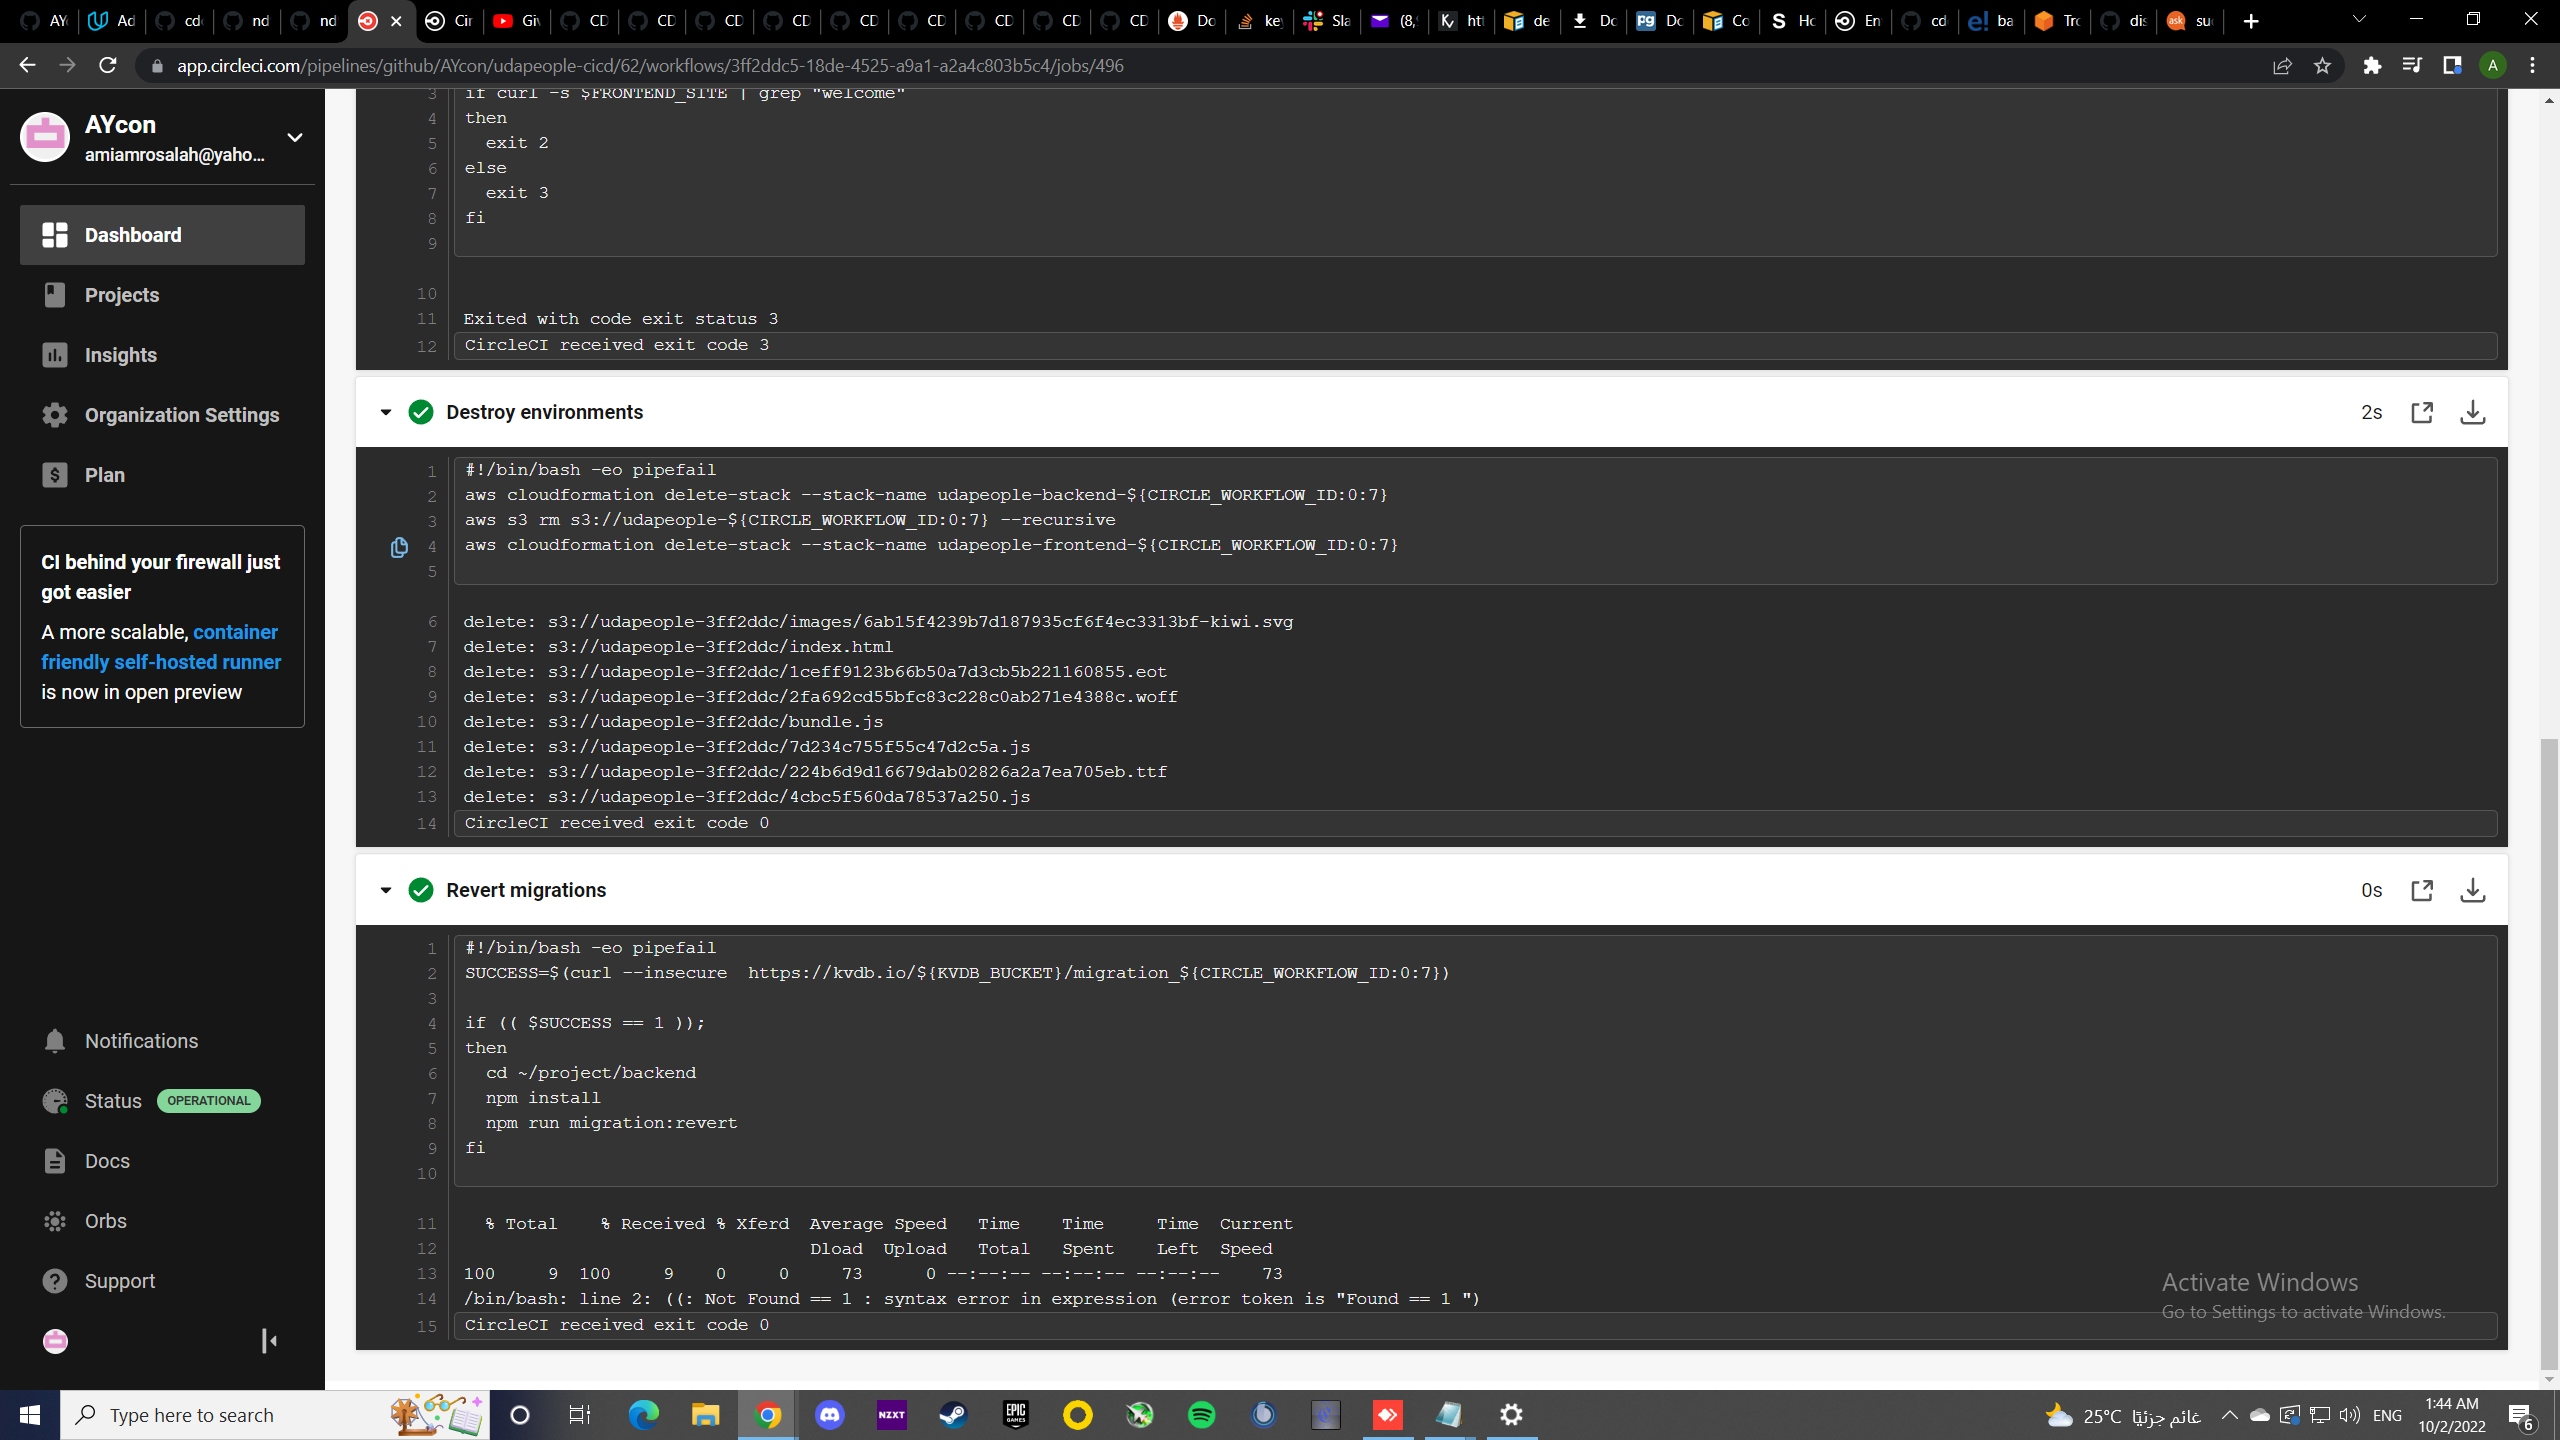 AY
Ad
cd
nd
nd
Cir
Giv
CD
CD
CD
CD
CD
CD
CD
CD
CD
Do
ke
Sla
(8,
htt
de
Do
pg
Do
Co
S
Ho
En
cd
e!
ba
Tro
dis
ask
su
app.circleci.com/pipelines/github/AYcon/udapeople-cicd/62/workflows/3ff2ddc5-18de-4525-a9a1-a2a4c803b5c4/jobs/496
A
AYcon
amiamrosalah@yaho...
Dashboard
Projects
Insights
Organization Settings
Plan
CI behind your firewall just
got easier
A more scalable, container
friendly self-hosted runner
is now in open preview
Notifications
Status OPERATIONAL
Docs
Orbs
Support
3 if curl -s $FRONTEND_SITE | grep "Welcome"
4 then
5 exit 2
6 else
7 exit 3
8 fi
9
10
11 Exited with code exit status 3
12 CircleCI received exit code 3
Destroy environments
2s
1 #!/bin/bash -eo pipefail
2 aws cloudformation delete-stack --stack-name udapeople-backend-${CIRCLE_WORKFLOW_ID:0:7}
3 aws s3 rm s3://udapeople-${CIRCLE_WORKFLOW_ID:0:7} --recursive
4 aws cloudformation delete-stack --stack-name udapeople-frontend-${CIRCLE_WORKFLOW_ID:0:7}
5
6 delete: s3://udapeople-3ff2ddc/images/6ab15f4239b7d187935cf6f4ec3313bf-kiwi.svg
7 delete: s3://udapeople-3ff2ddc/index.html
8 delete: s3://udapeople-3ff2ddc/1ceff9123b66b50a7d3cb5b221160855.eot
9 delete: s3://udapeople-3ff2ddc/2fa692cd55bfc83c228c0ab271e4388c.woff
10 delete: s3://udapeople-3ff2ddc/bundle.js
11 delete: s3://udapeople-3ff2ddc/7d234c755f55c47d2c5a.js
12 delete: s3://udapeople-3ff2ddc/224b6d9d16679dab02826a2a7ea705eb.ttf
13 delete: s3://udapeople-3ff2ddc/4cbc5f560da78537a250.js
14 CircleCI received exit code 0
Revert migrations
0s
1 #!/bin/bash -eo pipefail
2 SUCCESS=$(curl --insecure  https://kvdb.io/${KVDB_BUCKET}/migration_${CIRCLE_WORKFLOW_ID:0:7})
3
4 if (( $SUCCESS == 1 ));
5 then
6 cd ~/project/backend
7 npm install
8 npm run migration:revert
9 fi
10
11 % Total % Received % Xferd Average Speed Time Time Time Current
12 Dload Upload Total Spent Left Speed
13 100 9 100 9 0 0 73 0 --:--:-- --:--:-- --:--:-- 73
14 /bin/bash: line 2: ((: Not Found == 1 : syntax error in expression (error token is "Found == 1 ")
15 CircleCI received exit code 0
Activate Windows
Go to Settings to activate Windows.
Type here to search
NZXT
EPIC
GAMES
25°C غائم جزئيًا
ENG
1:44 AM
10/2/2022
6